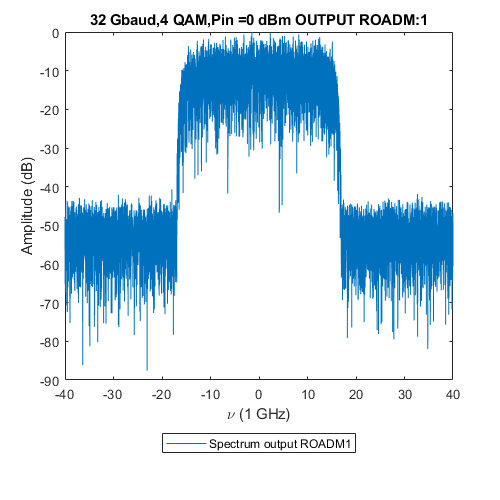 32 Gbaud,4 QAM,Pin =0 dBm OUTPUT ROADM:1
0
-10
-20
-30
-40
-50
-60
-70
-80
-90
Amplitude (dB)
-40 -30 -20 -10 0 10 20 30 40
ν (1 GHz)
Spectrum output ROADM1